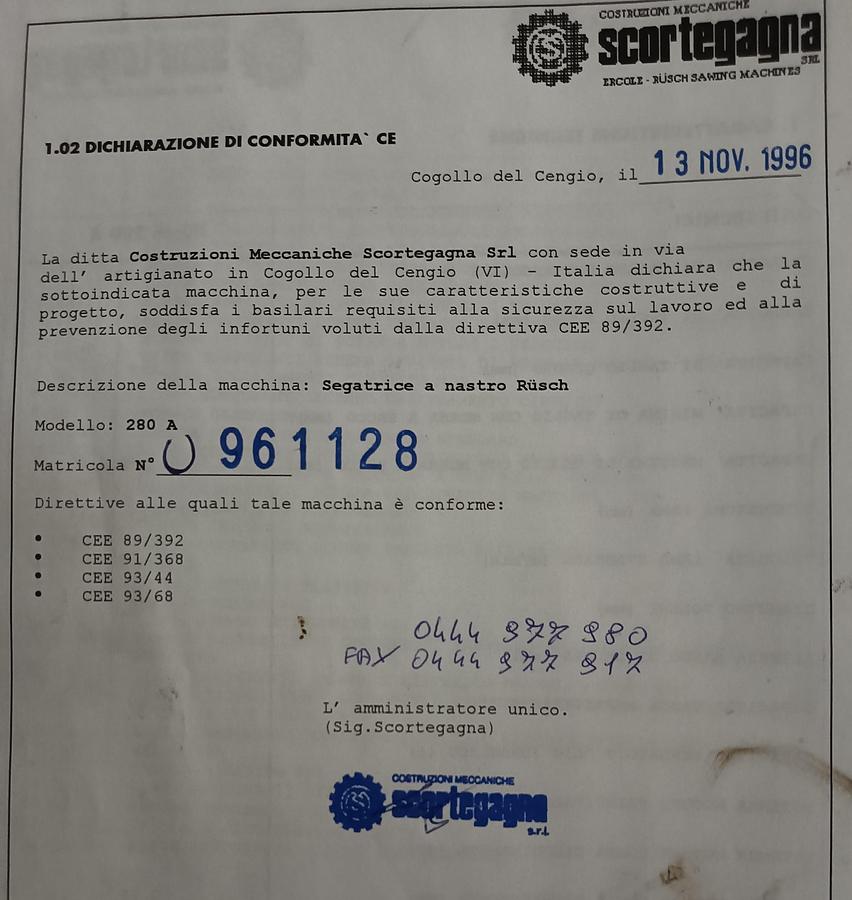 COSTRUZIONI MECCANICHE
scortegagna
SRL
ERCOLE - RÜSCH SAWING MACHINES
1.02 DICHIARAZIONE DI CONFORMITA` CE
Cogollo del Cengio, il 13 NOV. 1996
La ditta Costruzioni Meccaniche Scortegagna Srl con sede in via
dell' artigianato in Cogollo del Cengio (VI) - Italia dichiara che la
sottoindicata macchina, per le sue caratteristiche costruttive e di
progetto, soddisfa i basilari requisiti alla sicurezza sul lavoro ed alla
prevenzione degli infortuni voluti dalla direttiva CEE 89/392.
Descrizione della macchina: Segatrice a nastro Rüsch
Modello: 280 A
Matricola N° U 961128
Direttive alle quali tale macchina è conforme:
• CEE 89/392
• CEE 91/368
• CEE 93/44
• CEE 93/68
0444 977 980
FAX 0444 977 917
L' amministratore unico.
(Sig.Scortegagna)
COSTRUZIONI MECCANICHE
scortegagna
s.r.l.